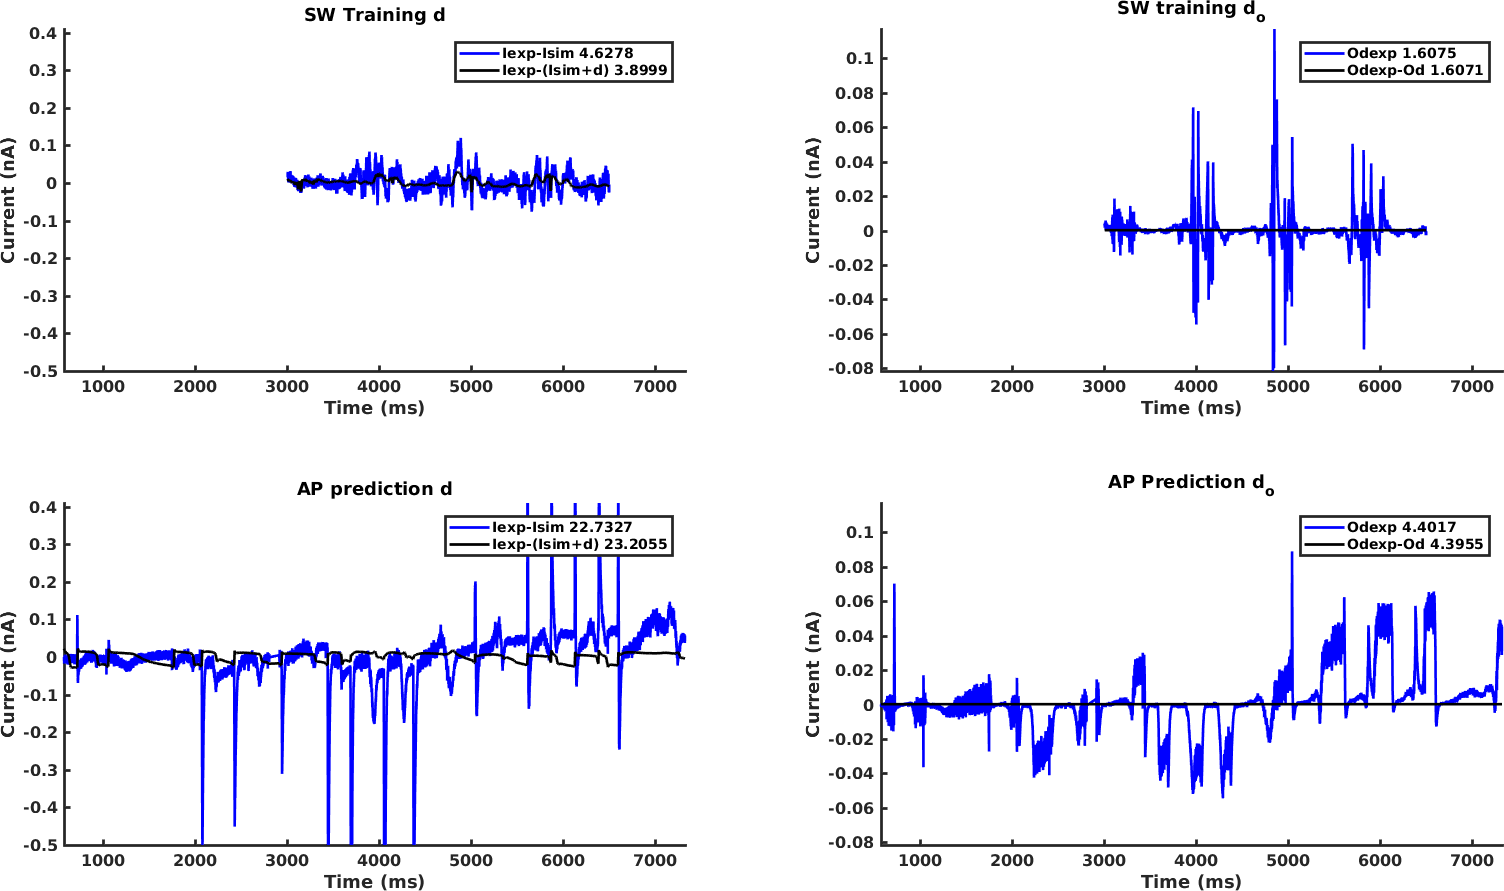 SW Training d
0.4
0.3
0.2
0.1
0
-0.1
-0.2
-0.3
-0.4
-0.5
Current (nA)
Iexp-Isim 4.6278
Iexp-(Isim+d) 3.8999
1000 2000 3000 4000 5000 6000 7000
Time (ms)
SW training do
0.1
0.08
0.06
0.04
0.02
0
-0.02
-0.04
-0.06
-0.08
Current (nA)
Odexp 1.6075
Odexp-Od 1.6071
1000 2000 3000 4000 5000 6000 7000
Time (ms)
AP prediction d
0.4
0.3
0.2
0.1
0
-0.1
-0.2
-0.3
-0.4
-0.5
Current (nA)
Iexp-Isim 22.7327
Iexp-(Isim+d) 23.2055
1000 2000 3000 4000 5000 6000 7000
Time (ms)
AP Prediction do
0.1
0.08
0.06
0.04
0.02
0
-0.02
-0.04
-0.06
-0.08
Current (nA)
Odexp 4.4017
Odexp-Od 4.3955
1000 2000 3000 4000 5000 6000 7000
Time (ms)